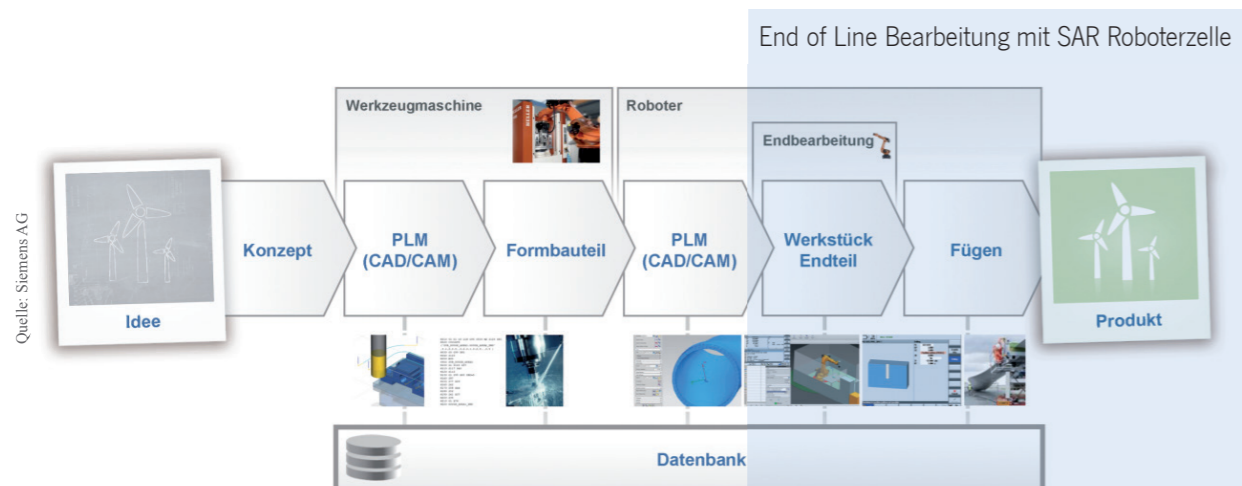 End of Line Bearbeitung mit SAR Roboterzelle
Werkzeugmaschine
Roboter
Endbearbeitung
Quelle: Siemens AG
Idee
Konzept
PLM
(CAD/CAM)
Formbauteil
PLM
(CAD/CAM)
Werkstück
Endteil
Fügen
Produkt
Datenbank